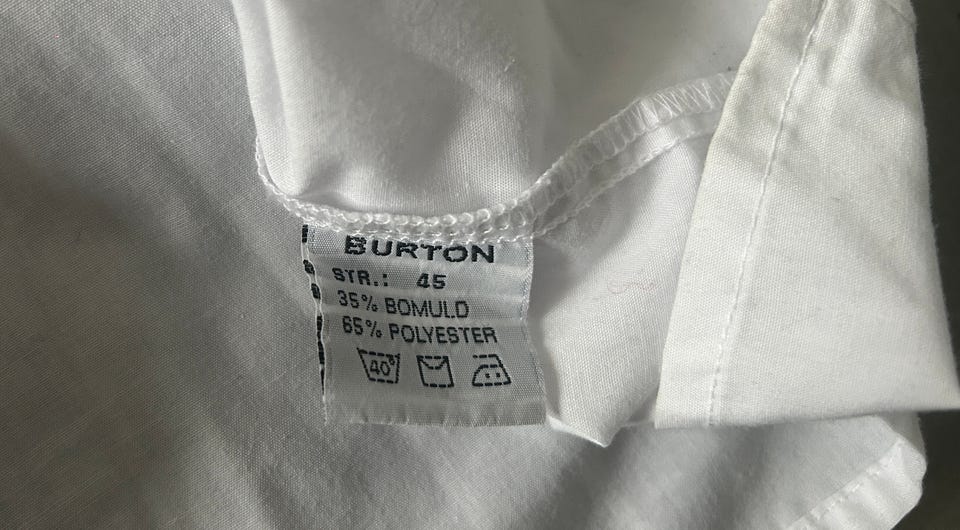 BURTON
STR.: 45
35% BOMULD
65% POLYESTER
40°